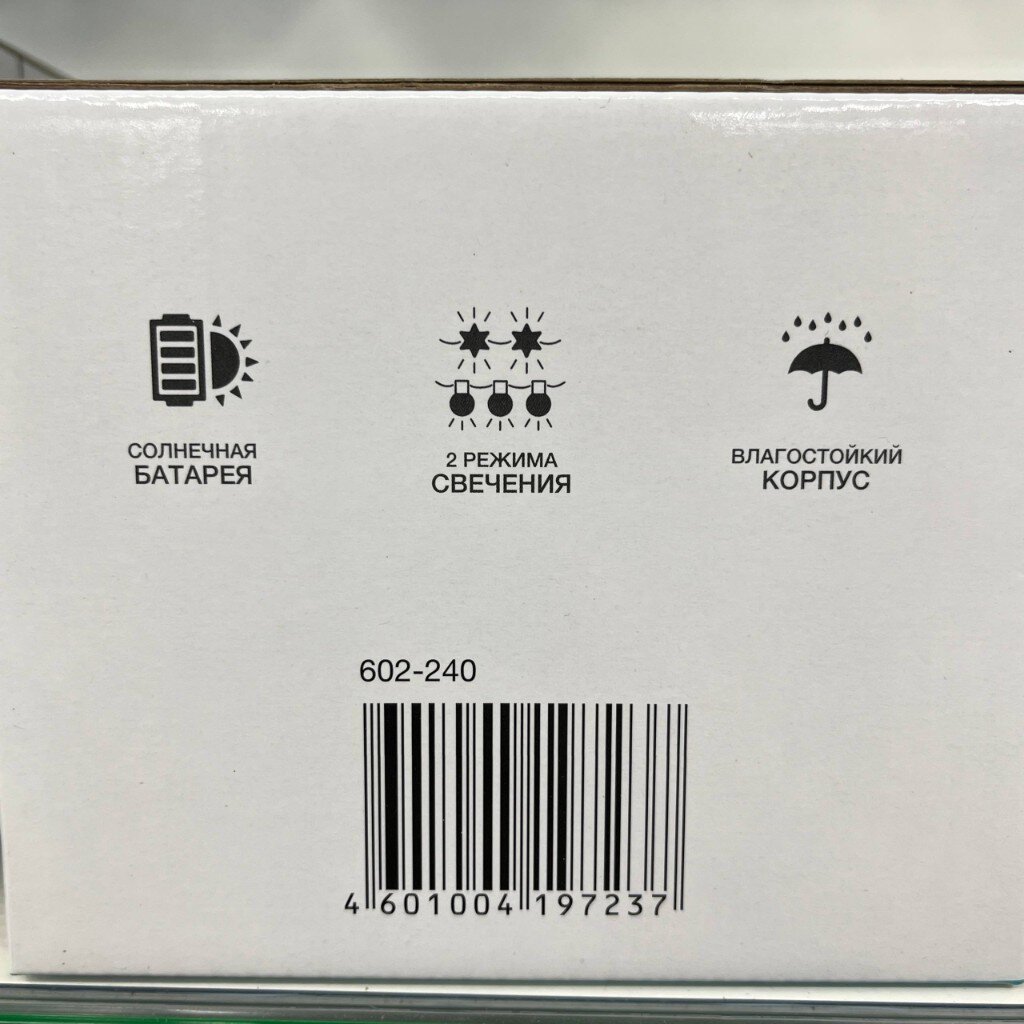 СОЛНЕЧНАЯ
БАТАРЕЯ
2 РЕЖИМА
СВЕЧЕНИЯ
ВЛАГОСТОЙКИЙ
КОРПУС
602-240
4 601004 197237